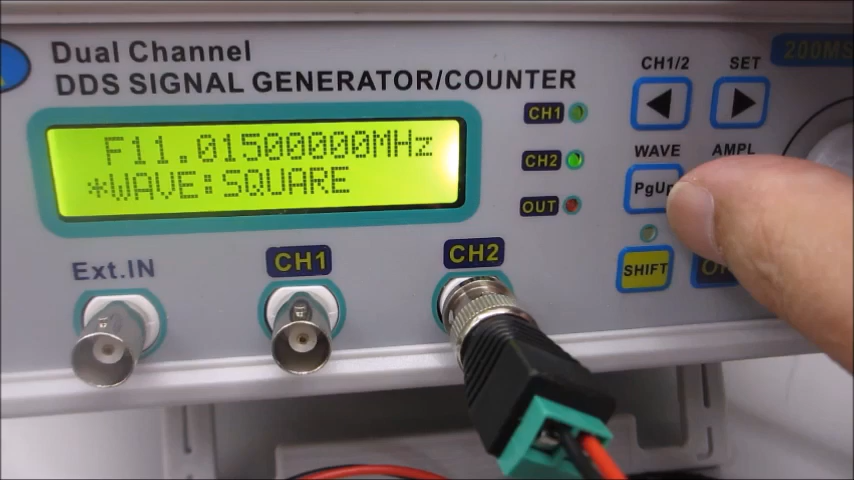 Dual Channel
DDS SIGNAL GENERATOR/COUNTER
200MS
CH1/2 SET
F11.01500000MHz
*WAVE:SQUARE
CH1
CH2
OUT
WAVE AMPL
PgUp
SHIFT
Ext.IN
CH1
CH2